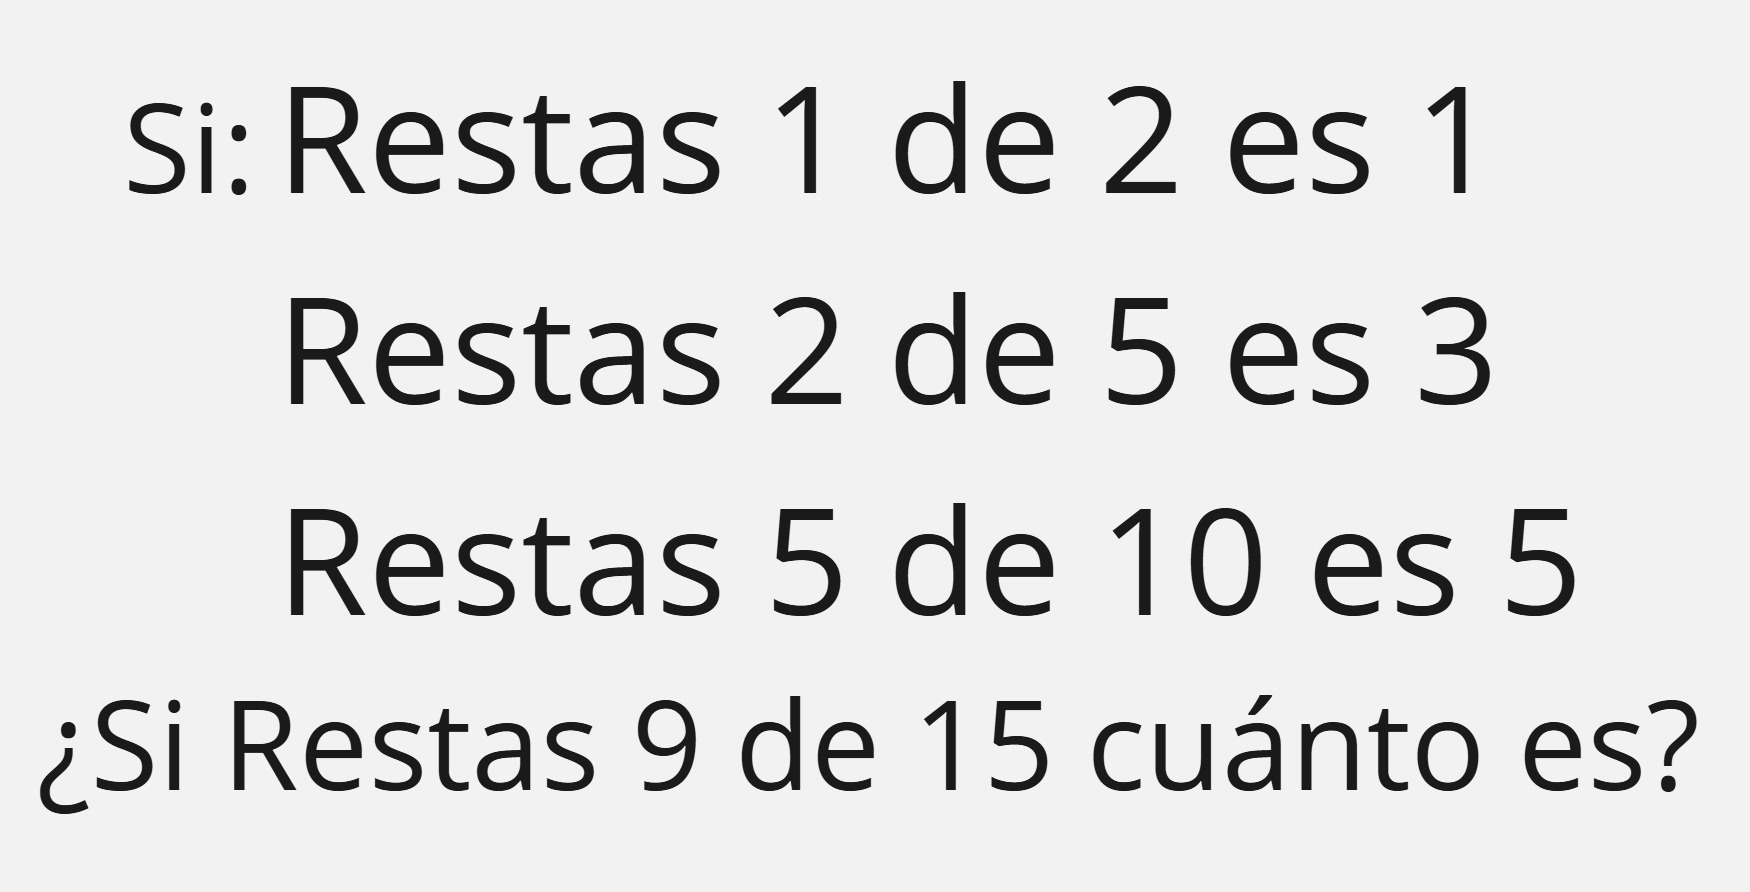 Si: Restas 1 de 2 es 1
Restas 2 de 5 es 3
Restas 5 de 10 es 5
¿Si Restas 9 de 15 cuánto es?